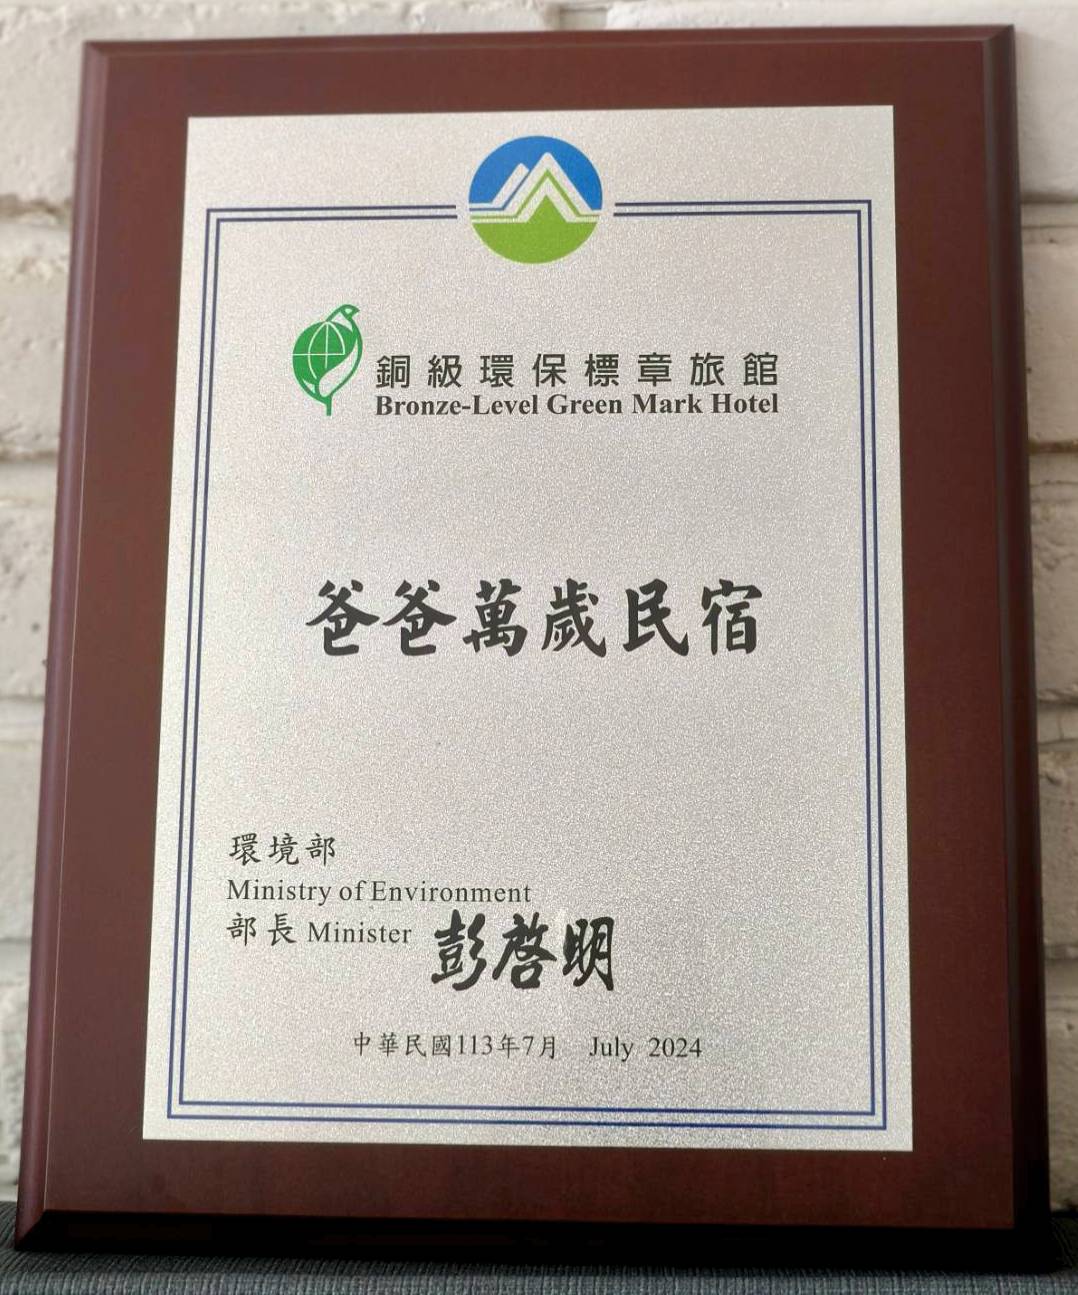 銅級環保標章旅館
Bronze-Level Green Mark Hotel
爸爸萬歲民宿
環境部
Ministry of Environment
部長 Minister 彭啓明
中華民國113年7月 July 2024